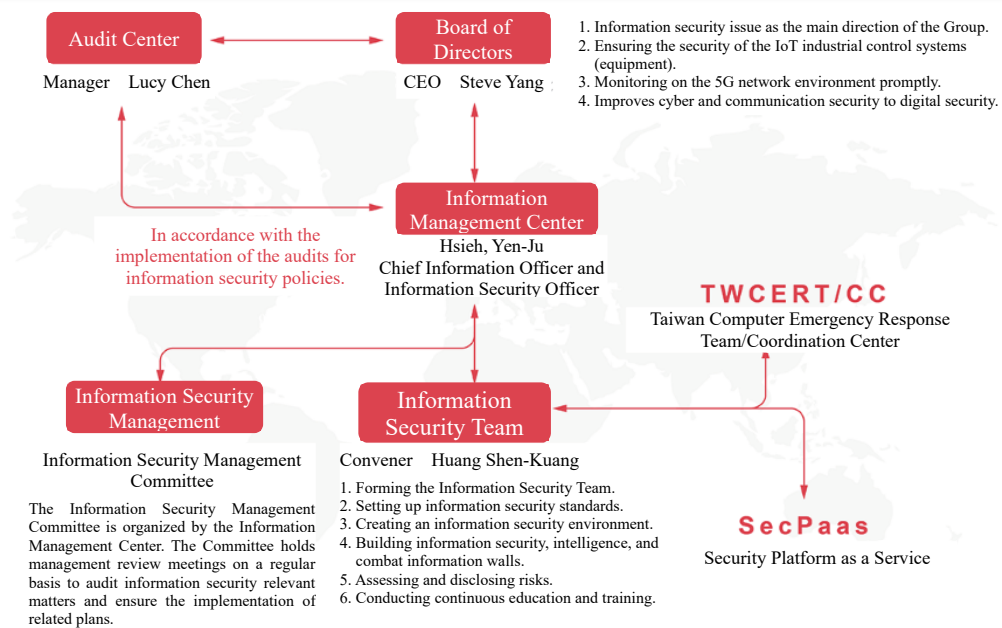 Audit Center
Manager Lucy Chen
Board of
Directors
CEO Steve Yang
1. Information security issue as the main direction of the Group.
2. Ensuring the security of the IoT industrial control systems
(equipment).
3. Monitoring on the 5G network environment promptly.
4. Improves cyber and communication security to digital security.
Information
Management Center
Hsieh, Yen-Ju
Chief Information Officer and
Information Security Officer
In accordance with the
implementation of the audits for
information security policies.
TWCERT/CC
Taiwan Computer Emergency Response
Team/Coordination Center
Information Security
Management
Information Security Management
Committee
The Information Security Management
Committee is organized by the Information
Management Center. The Committee holds
management review meetings on a regular
basis to audit information security relevant
matters and ensure the implementation of
related plans.
Information
Security Team
Convener Huang Shen-Kuang
1. Forming the Information Security Team.
2. Setting up information security standards.
3. Creating an information security environment.
4. Building information security, intelligence, and
combat information walls.
5. Assessing and disclosing risks.
6. Conducting continuous education and training.
SecPaas
Security Platform as a Service